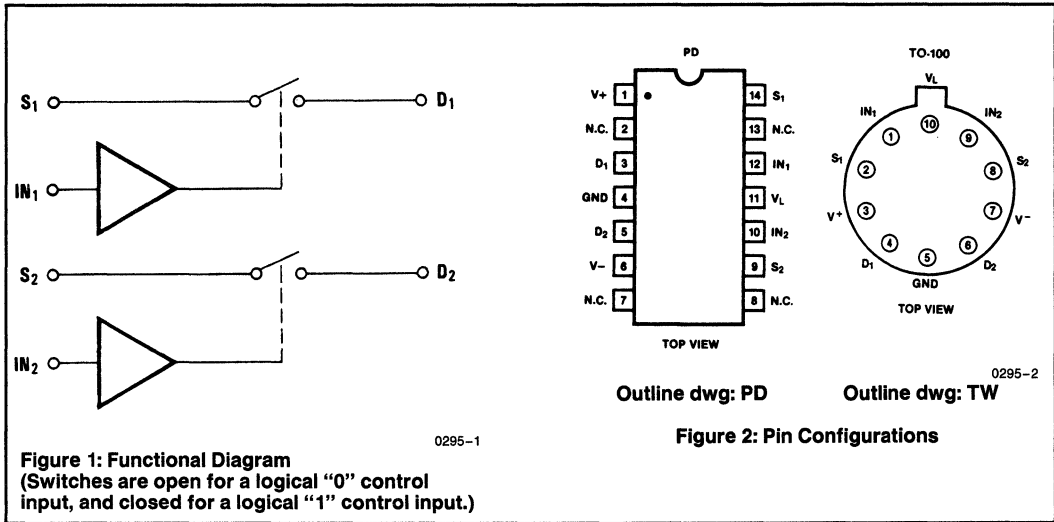 S1 D1
IN1
S2 D2
IN2
0295-1
Figure 1: Functional Diagram
(Switches are open for a logical “0” control
input, and closed for a logical “1” control input.)
PD
V+ 1 14 S1
N.C. 2 13 N.C.
D1 3 12 IN1
GND 4 11 VL
D2 5 10 IN2
V− 6 9 S2
N.C. 7 8 N.C.
TOP VIEW
Outline dwg: PD
TO-100
VL
IN1 10 IN2
1 9
S1 2 8 S2
V+ 3 7 V−
4 6
D1 5 D2
GND
TOP VIEW
0295-2
Outline dwg: TW
Figure 2: Pin Configurations